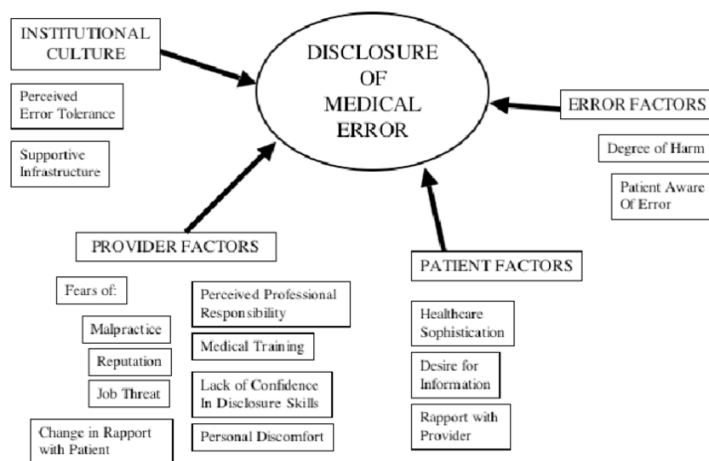 INSTITUTIONAL
CULTURE
Perceived
Error Tolerance
Supportive
Infrastructure
DISCLOSURE
OF
MEDICAL
ERROR
ERROR FACTORS
Degree of Harm
Patient Aware
Of Error
PROVIDER FACTORS
Fears of:
Malpractice
Reputation
Job Threat
Change in Rapport
with Patient
Perceived Professional
Responsibility
Medical Training
Lack of Confidence
In Disclosure Skills
Personal Discomfort
PATIENT FACTORS
Healthcare
Sophistication
Desire for
Information
Rapport with
Provider